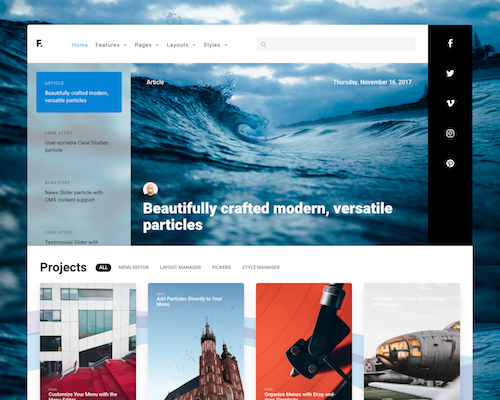 F.
Home Features Pages Layouts Styles
ARTICLE
Beautifully crafted modern,
versatile particles
CASE STUDY
User-sortable Case Studies
particle
BLOG POST
News Slider particle with
CMS content support
CASE STUDY
Testimonial Slider with
Article
Thursday, November 16, 2017
Beautifully crafted modern, versatile
particles
Projects ALL MENU EDITOR LAYOUT MANAGER PICKERS STYLE MANAGER
Customize Your Menu with the
Menu Editor
Add Particles Directly to Your
Menu
Organize Menus with Drag-and-